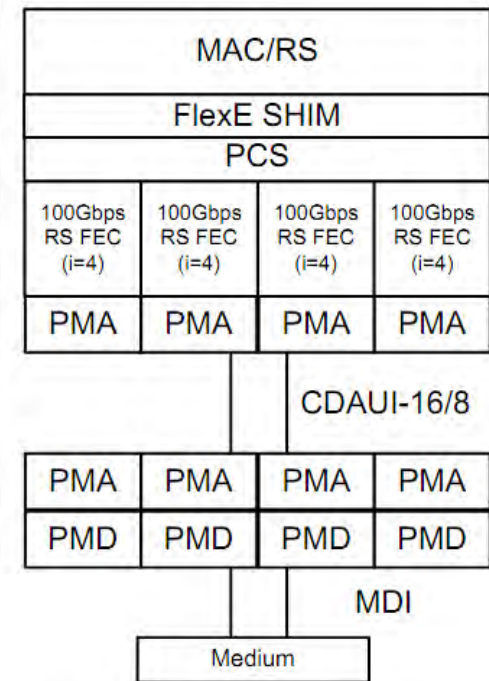 MAC/RS
FlexE SHIM
PCS
100Gbps 100Gbps 100Gbps 100Gbps
RS FEC RS FEC RS FEC RS FEC
(i=4) (i=4) (i=4) (i=4)
PMA PMA PMA PMA
CDAUI-16/8
PMA PMA PMA PMA
PMD PMD PMD PMD
MDI
Medium